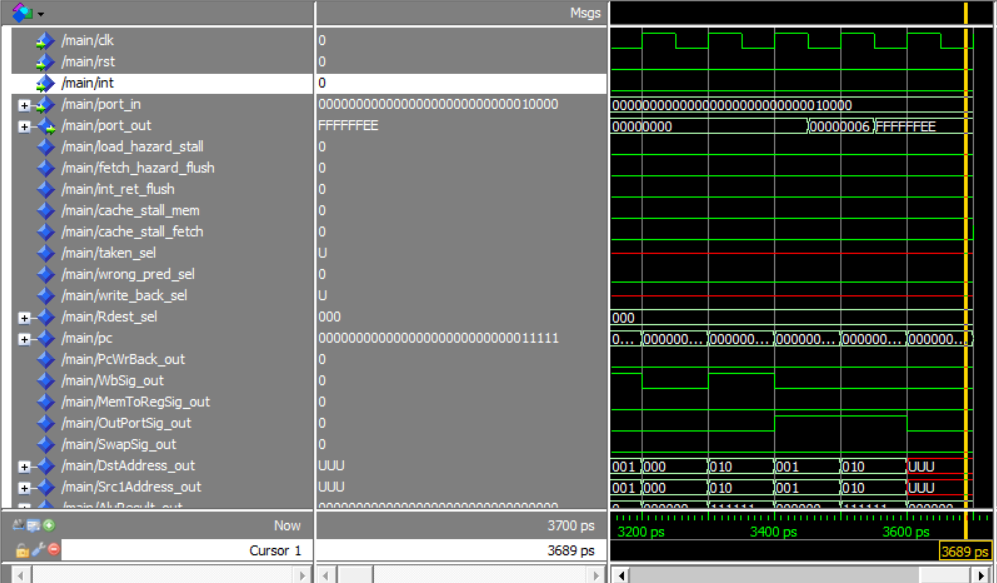 Msgs
/main/clk 0
/main/rst 0
/main/int 0
/main/port_in 00000000000000000000000000010000 00000000000000000000000000010000
/main/port_out FFFFFFEE 00000000 00000006 FFFFFFEE
/main/load_hazard_stall 0
/main/fetch_hazard_flush 0
/main/int_ret_flush 0
/main/cache_stall_mem 0
/main/cache_stall_fetch 0
/main/taken_sel U
/main/wrong_pred_sel 0
/main/write_back_sel U
/main/Rdest_sel 000 000
/main/pc 00000000000000000000000000011111 0... 000000... 000000... 000000... 000000... 000000...
/main/PcWrBack_out 0
/main/WbSig_out 0
/main/MemToRegSig_out 0
/main/OutPortSig_out 0
/main/SwapSig_out 0
/main/DstAddress_out UUU 001 000 010 001 010 UUU
/main/Src1Address_out UUU 001 000 010 001 010 UUU
Now 3700 ps 3200 ps 3400 ps 3600 ps
Cursor 1 3689 ps 3689 ps